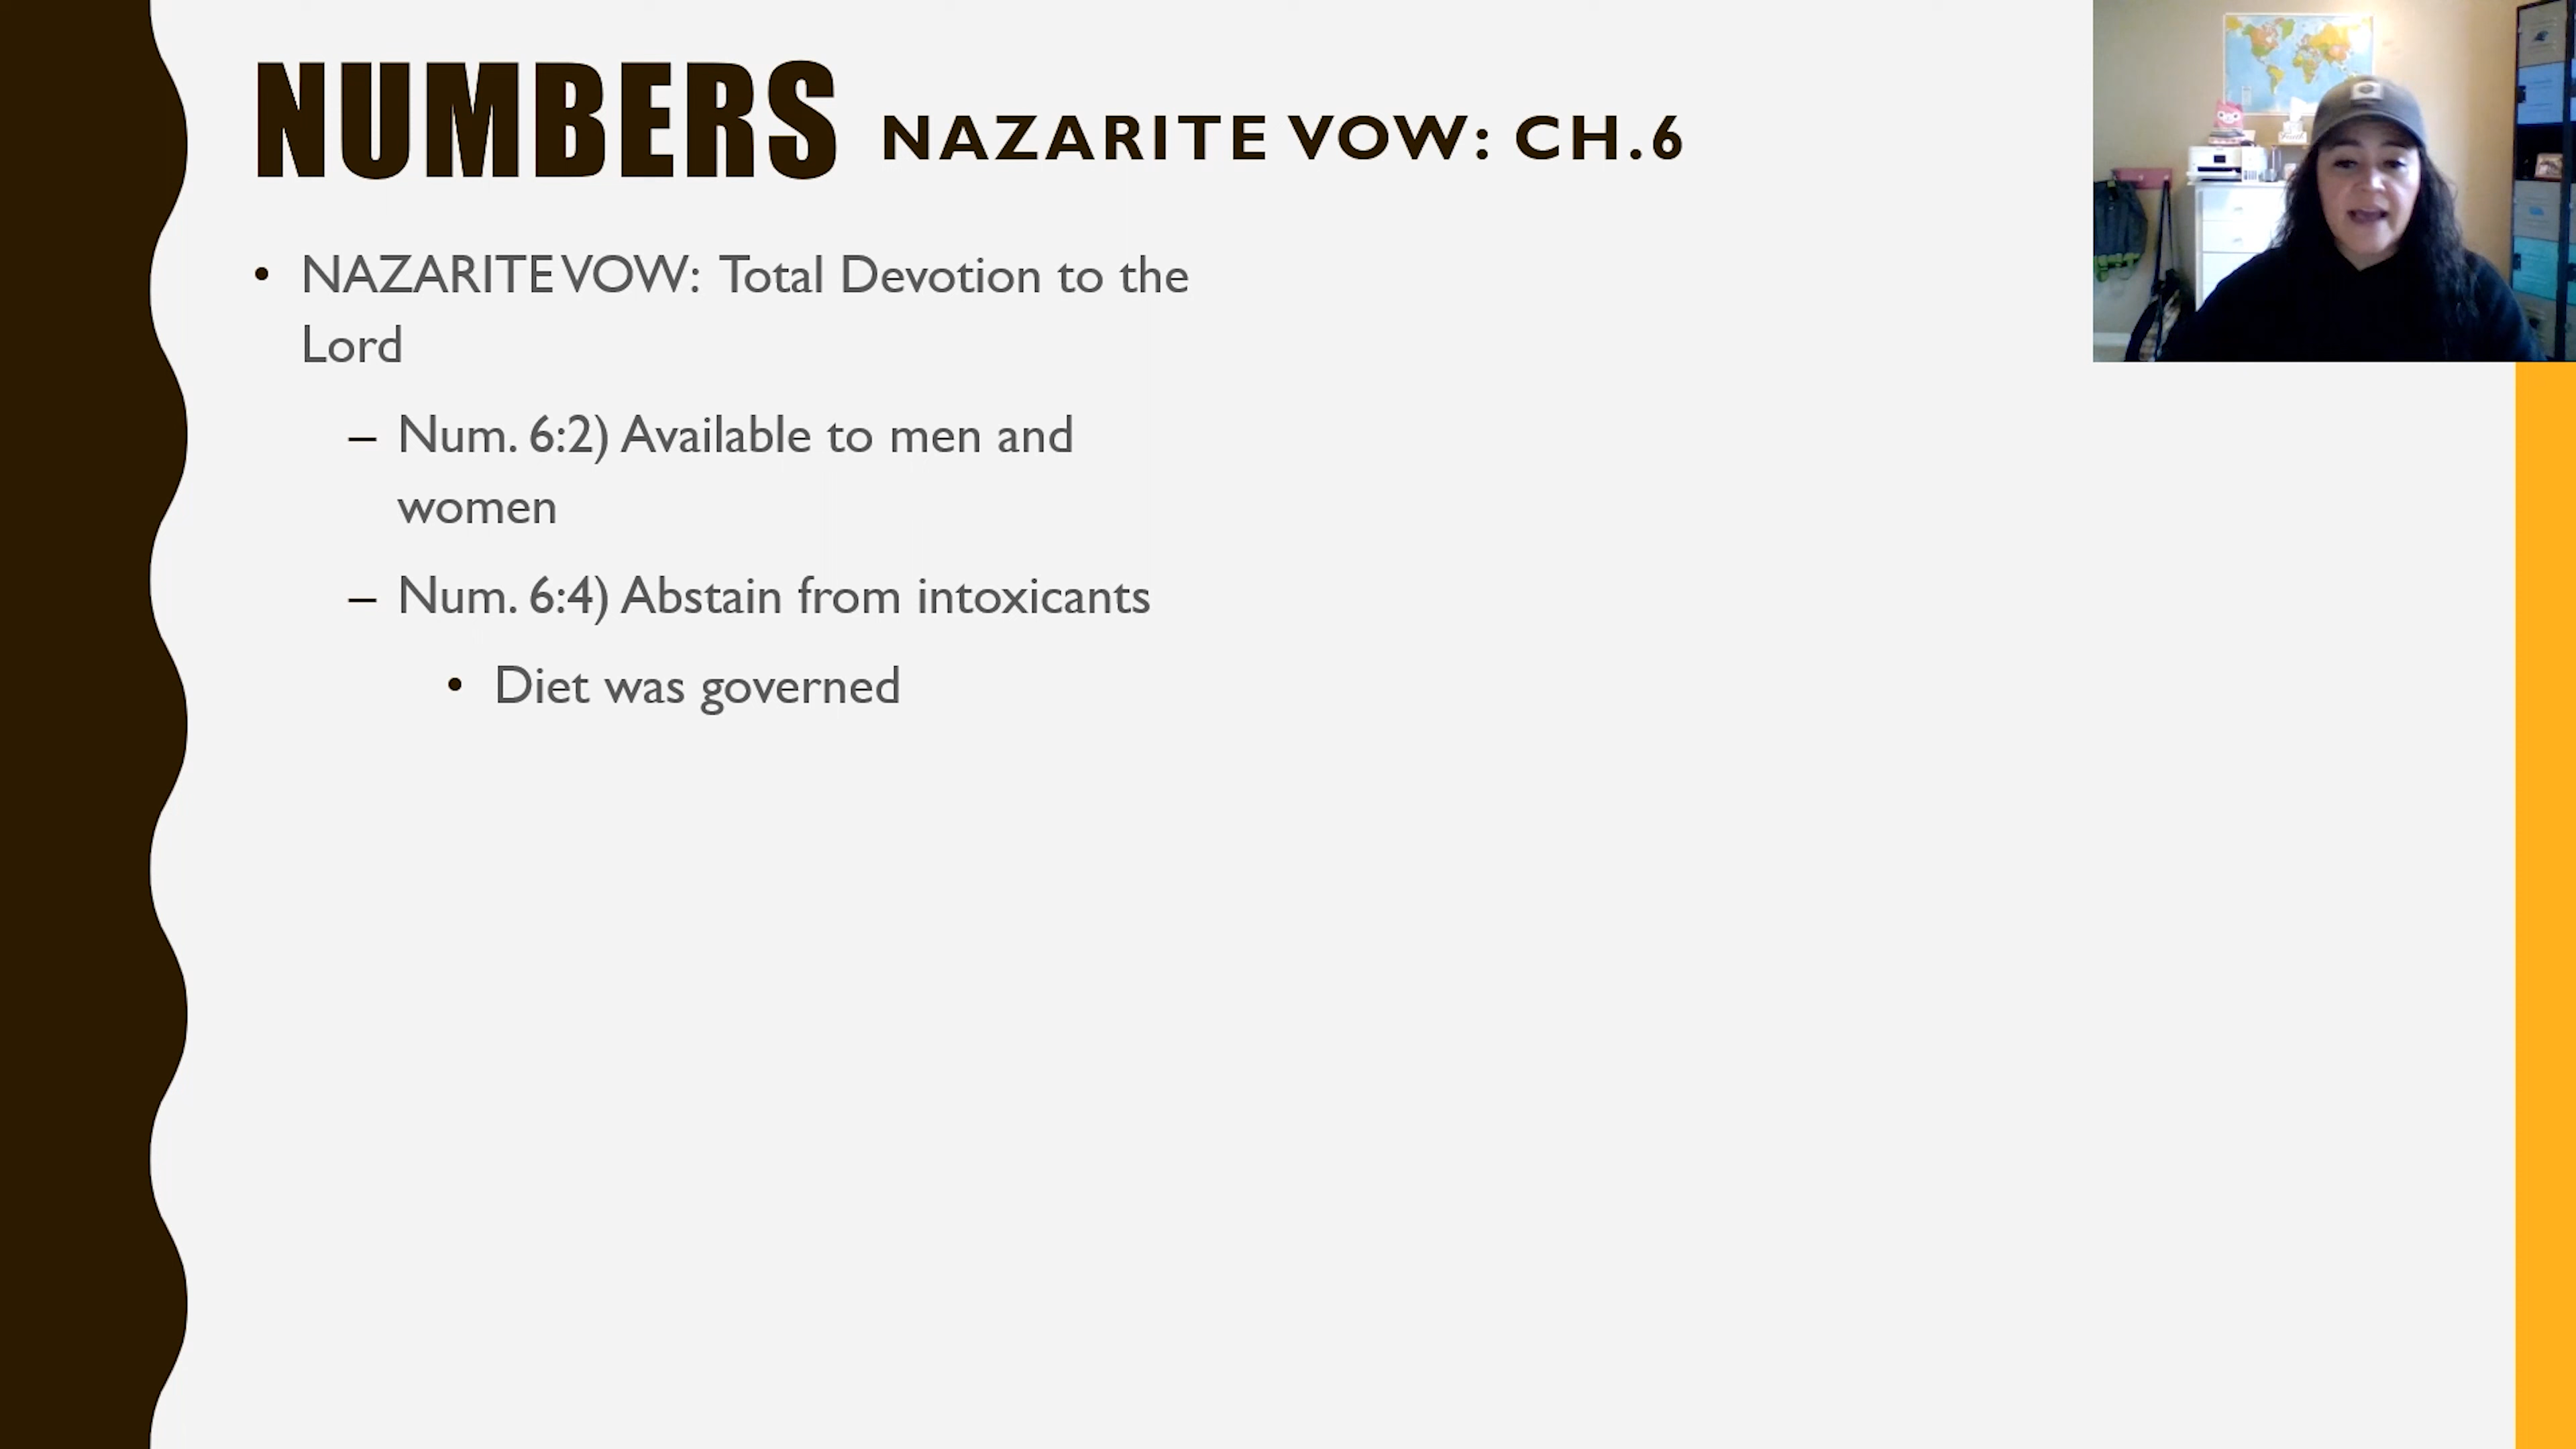 NUMBERS NAZARITE VOW: CH.6
• NAZARITE VOW: Total Devotion to the
Lord
– Num. 6:2) Available to men and
women
– Num. 6:4) Abstain from intoxicants
• Diet was governed